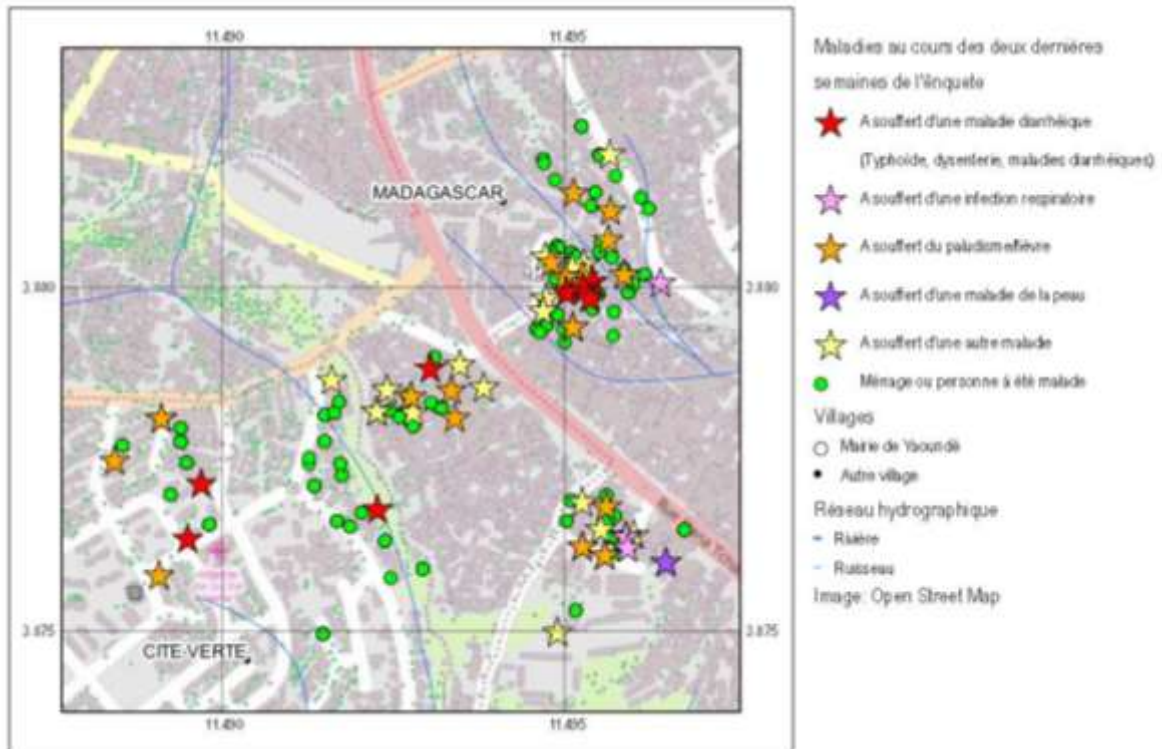 11.490
11.495
3.880
3.880
MADAGASCAR
3.875
3.875
CITE-VERTE
11.490
11.495
Maladies au cours des deux dernières
semaines de l'énquete
A souffert d'une maladie diarrhéique
(Typhoïde, dysenterie, maladies diarrhéiques)
A souffert d'une infection respiratoire
A souffert du paludisme/fièvre
A souffert d'une maladie de la peau
A souffert d'une autre maladie
Ménage ou personne à été malade
Villages
Mairie de Yaoundé
Autre village
Réseau hydrographique
Rivière
Ruisseau
Image: Open Street Map